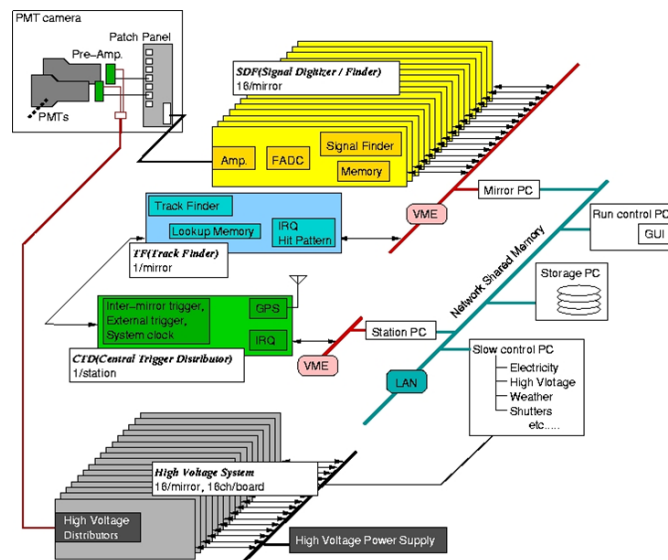 PMT camera
Patch Panel
Pre-Amp.
PMTs
SDF(Signal Digitizer / Finder)
16/mirror
Amp.
FADC
Signal Finder
Memory
Track Finder
Lookup Memory
IRQ
Hit Pattern
TF(Track Finder)
1/mirror
VME
Mirror PC
Run control PC
GUI
Network Shared Memory
Storage PC
Inter-mirror trigger,
External trigger,
System clock
GPS
IRQ
CTD(Central Trigger Distributor)
1/station
VME
Station PC
LAN
Slow control PC
Electricity
High Vlotage
Weather
Shutters
etc.....
High Voltage System
16/mirror, 16ch/board
High Voltage
Distributors
High Voltage Power Supply